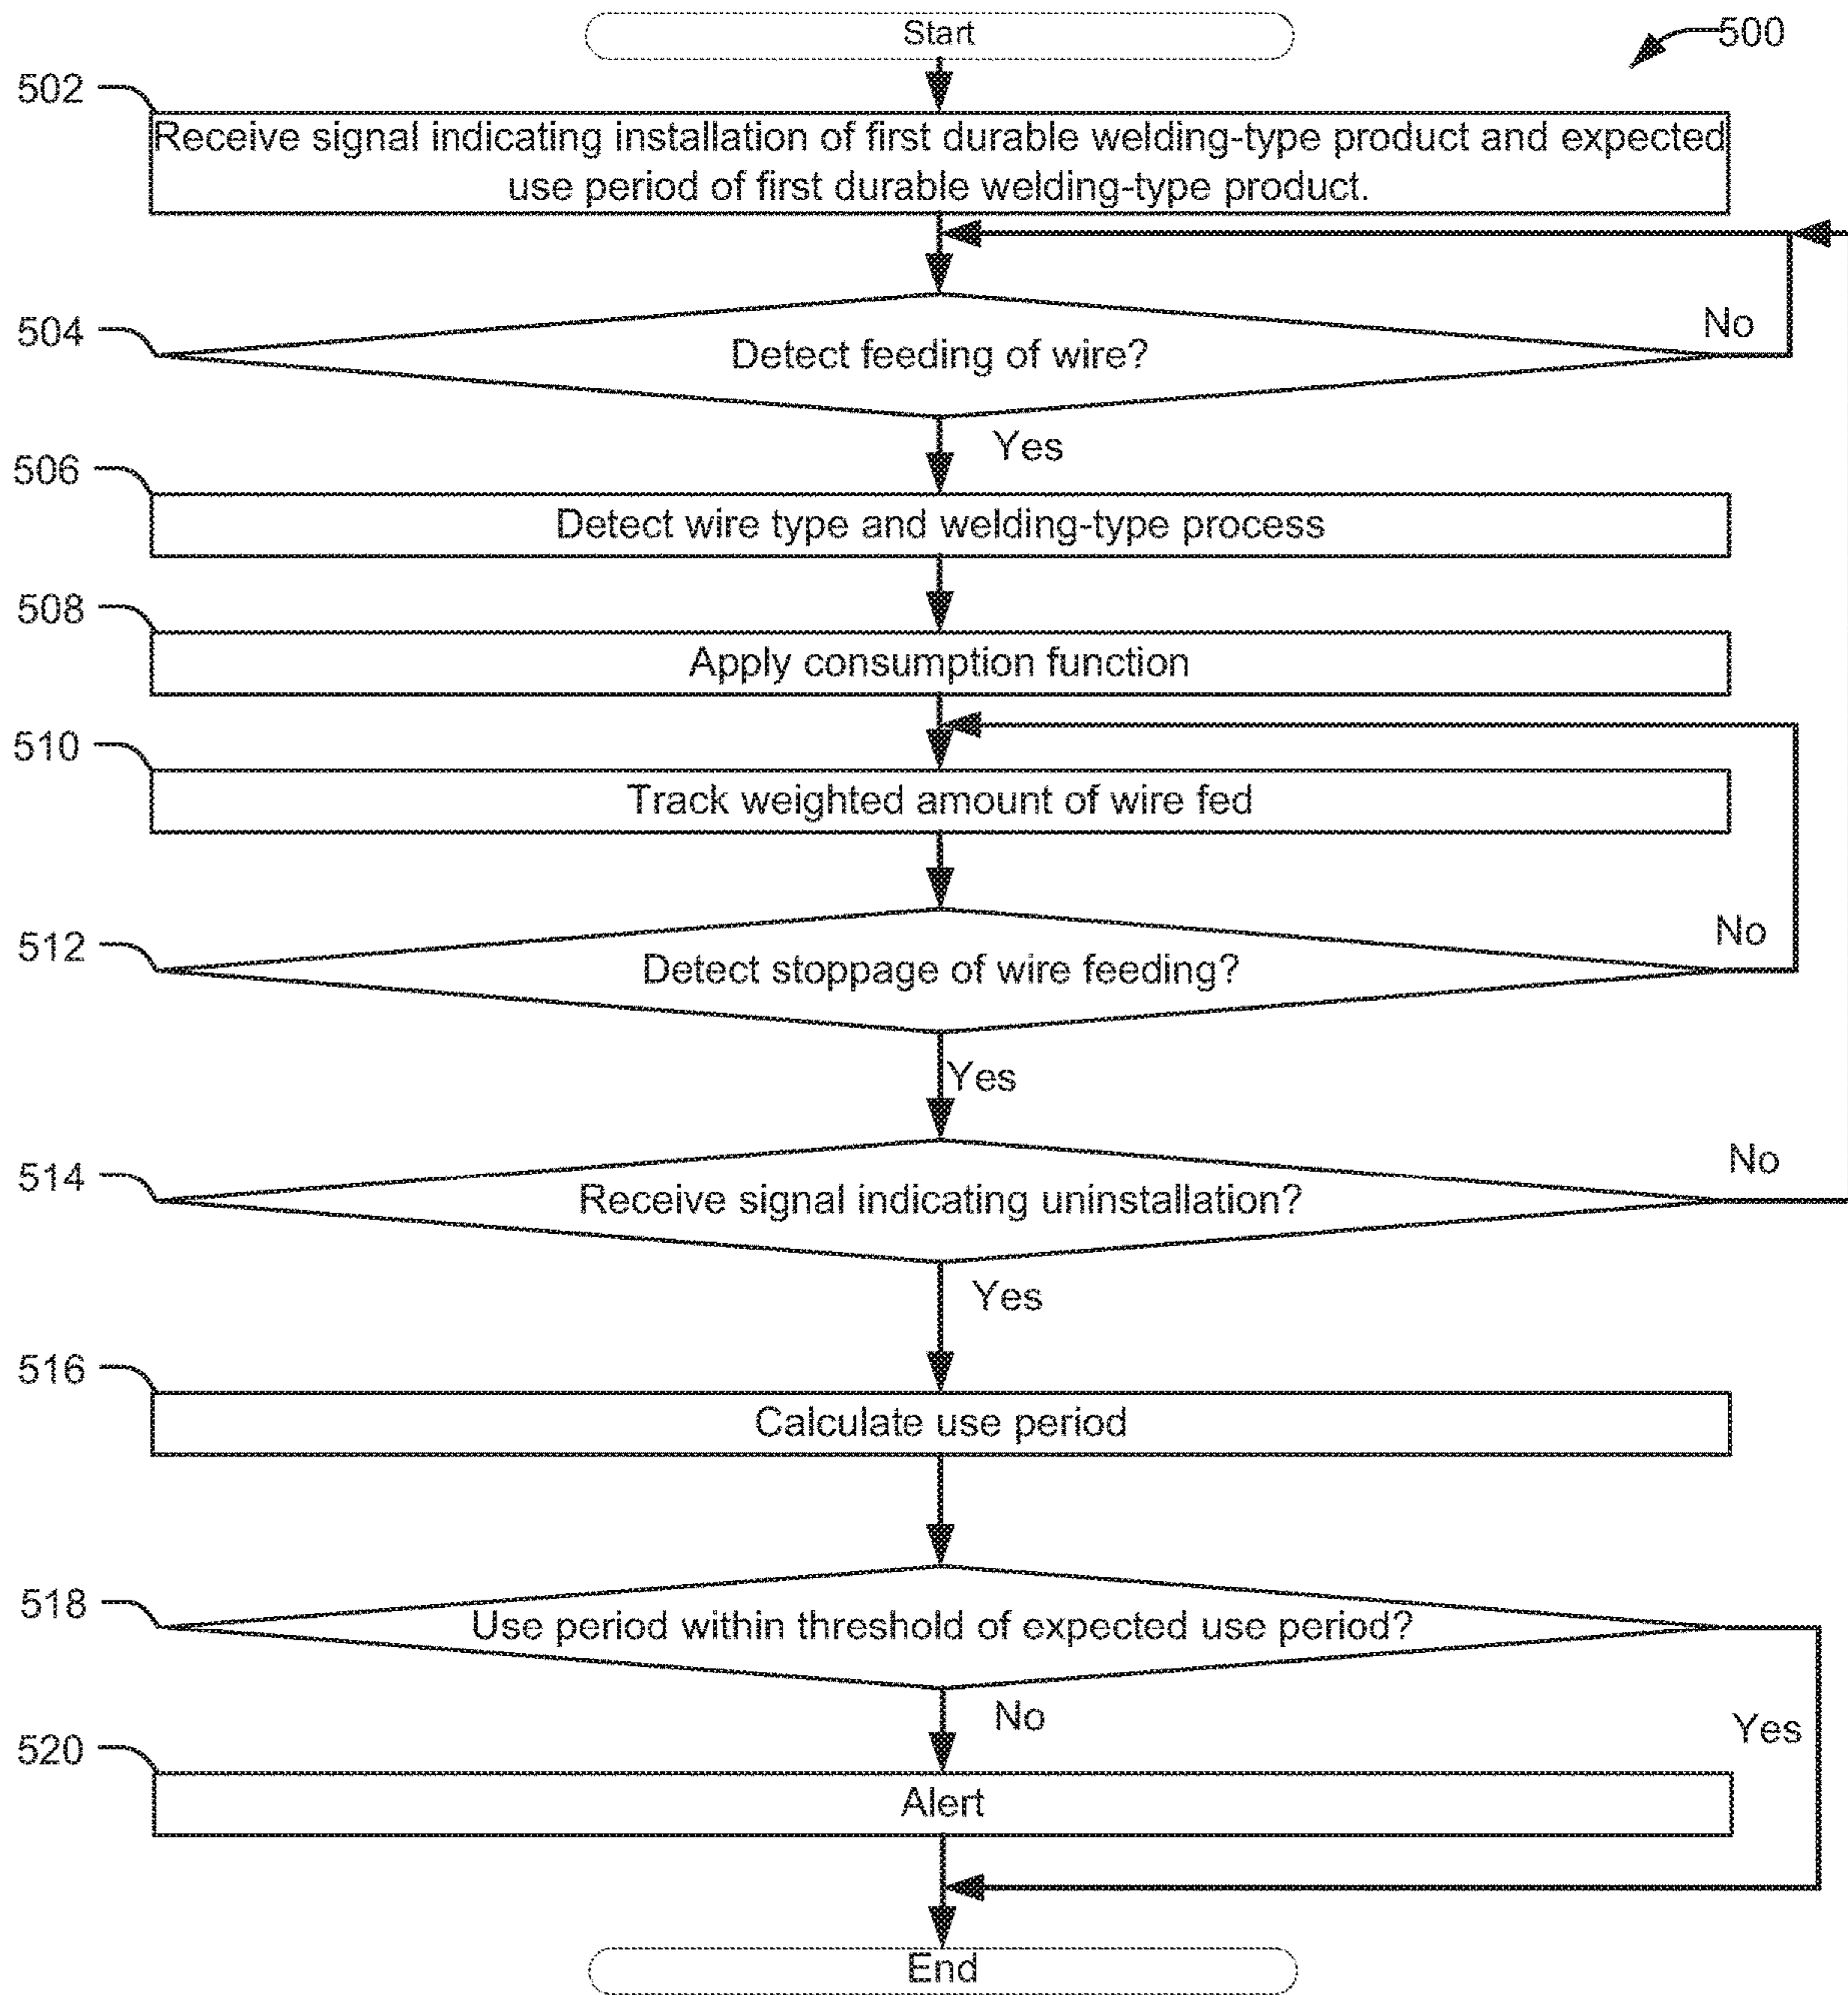 Start
500
502
Receive signal indicating installation of first durable welding-type product and expected
use period of first durable welding-type product.
504
Detect feeding of wire?
No
Yes
506
Detect wire type and welding-type process
508
Apply consumption function
510
Track weighted amount of wire fed
512
Detect stoppage of wire feeding?
No
Yes
514
Receive signal indicating uninstallation?
No
Yes
516
Calculate use period
518
Use period within threshold of expected use period?
No
Yes
520
Alert
End